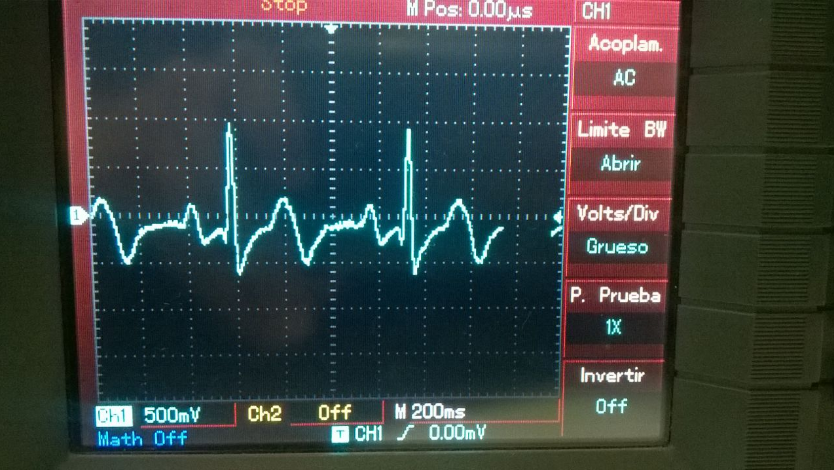 Stop M Pos: 0.00µs CH1
Acoplam.
AC
Limite BW
Abrir
Volts/Div
Grueso
P. Prueba
1X
Invertir
Off
1
Ch1 500mV Ch2 Off M 200ms
Math Off T CH1 0.00mV